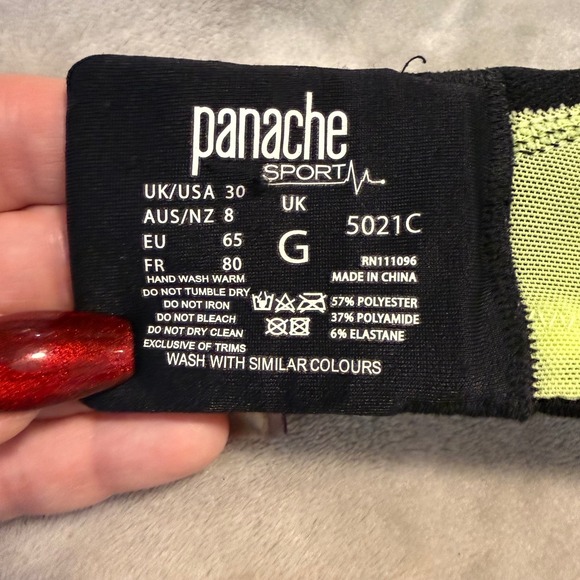 panache
SPORT
UK/USA 30
AUS/NZ 8
EU 65
FR 80
UK
G
5021C
RN111096
MADE IN CHINA
HAND WASH WARM
DO NOT TUMBLE DRY
DO NOT IRON
DO NOT BLEACH
DO NOT DRY CLEAN
EXCLUSIVE OF TRIMS
57% POLYESTER
37% POLYAMIDE
6% ELASTANE
WASH WITH SIMILAR COLOURS